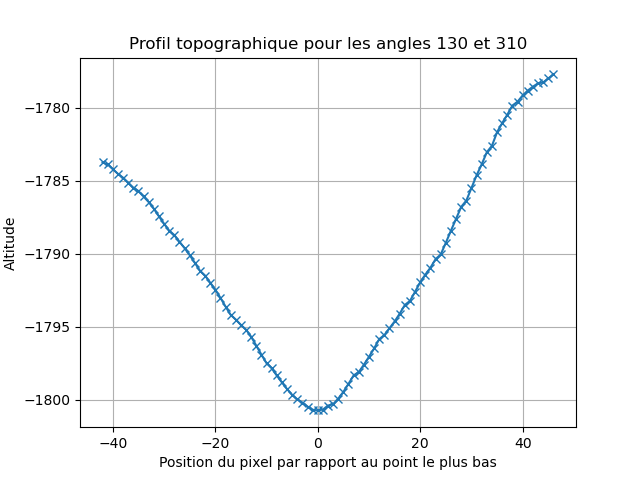 Profil topographique pour les angles 130 et 310
−1780
−1785
−1790
−1795
−1800
Altitude
−40 −20 0 20 40
Position du pixel par rapport au point le plus bas